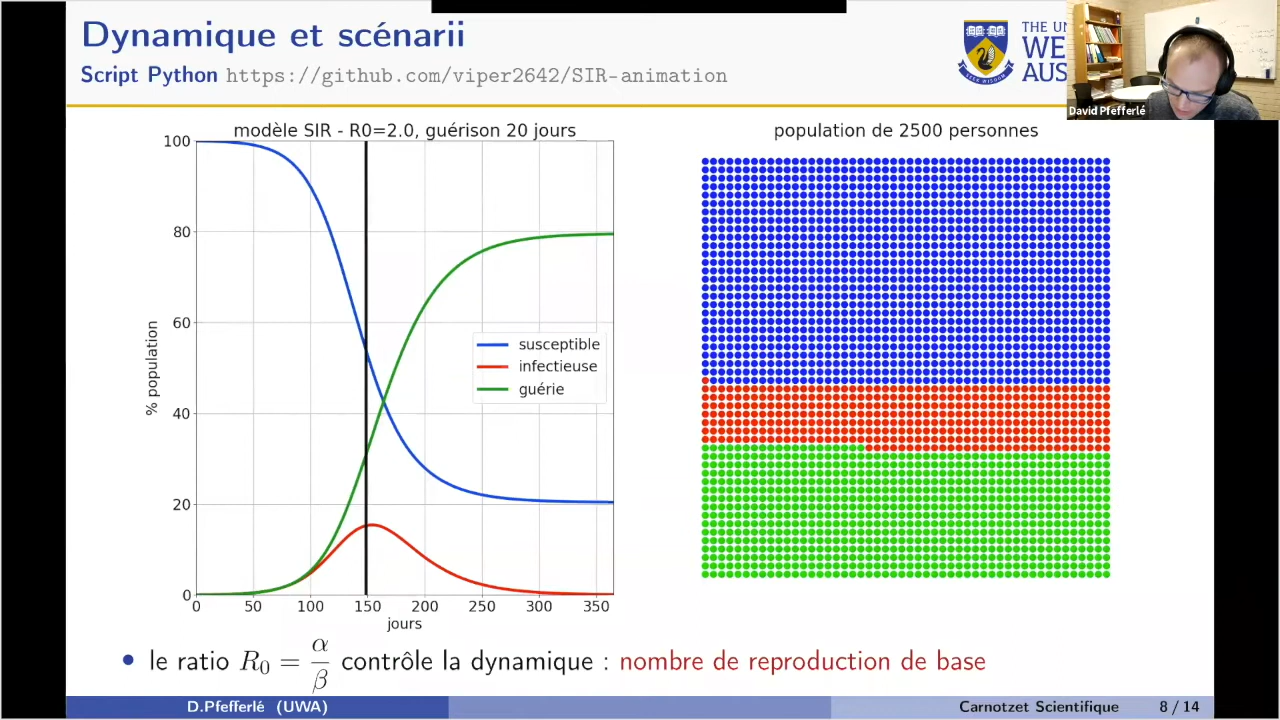 Dynamique et scénarii
Script Python https://github.com/viper2642/SIR-animation
THE UN
WE
AUS
David Pfefferlé
modèle SIR - R0=2.0, guérison 20 jours
population de 2500 personnes
% population
100
80
60
40
20
0
susceptible
infectieuse
guérie
0 50 100 150 200 250 300 350
jours
• le ratio R₀ = α/β contrôle la dynamique : nombre de reproduction de base
D.Pfefferlé (UWA)
Carnotzet Scientifique 8 / 14